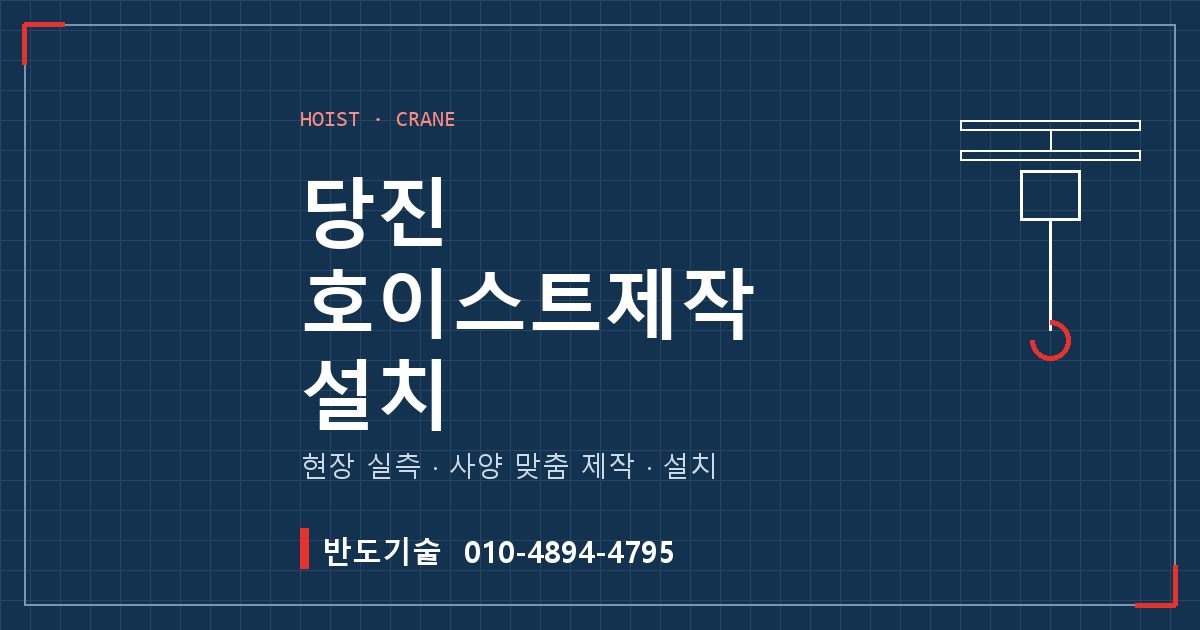 HOIST · CRANE
당진
호이스트제작
설치
현장 실측 · 사양 맞춤 제작 · 설치
반도기술 010-4894-4795